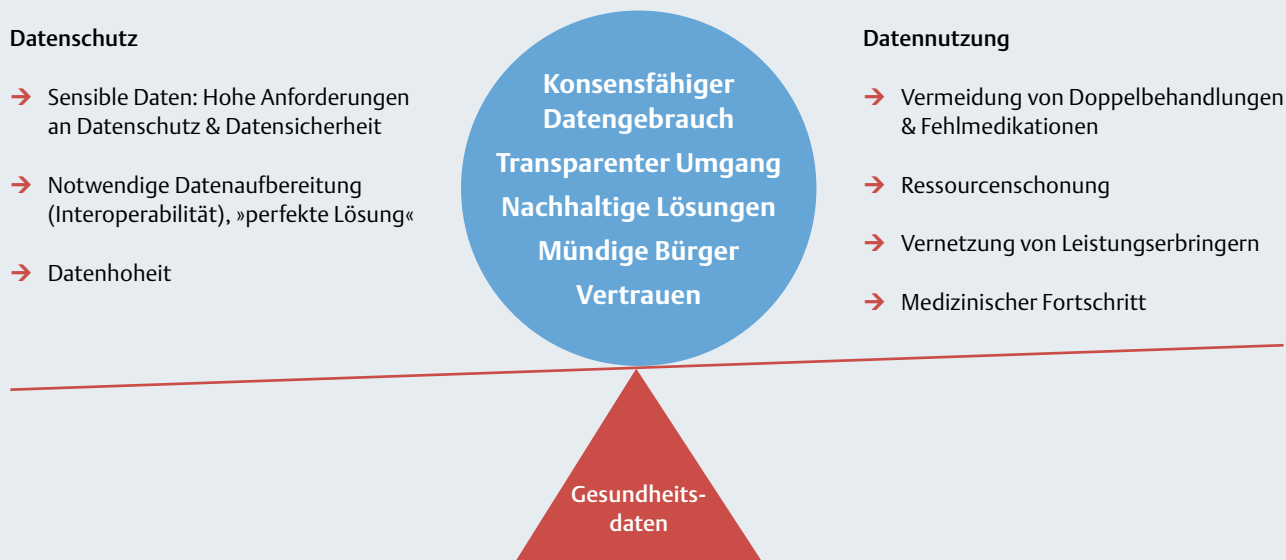 Datenschutz
→ Sensible Daten: Hohe Anforderungen
an Datenschutz & Datensicherheit
→ Notwendige Datenaufbereitung
(Interoperabilität), »perfekte Lösung«
→ Datenhoheit
Konsensfähiger
Datengebrauch
Transparenter Umgang
Nachhaltige Lösungen
Mündige Bürger
Vertrauen
Datennutzung
→ Vermeidung von Doppelbehandlungen
& Fehlmedikationen
→ Ressourcenschonung
→ Vernetzung von Leistungserbringern
→ Medizinischer Fortschritt
Gesundheits-
daten